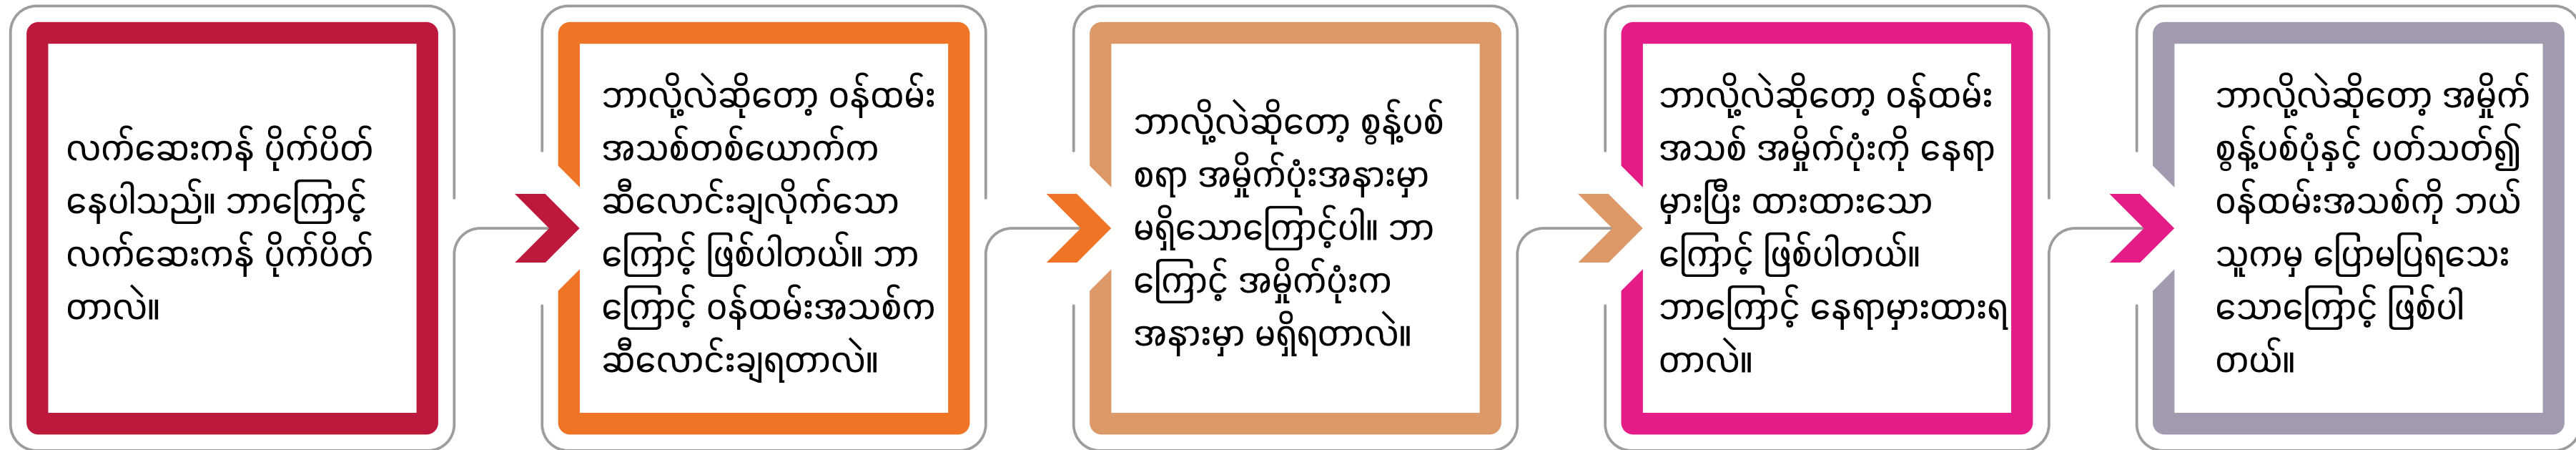 လက်ဆေးကန် ပိုက်ပိတ်
နေပါသည်။ ဘာကြောင့်
လက်ဆေးကန် ပိုက်ပိတ်
တာလဲ။
ဘာလို့လဲဆိုတော့ ဝန်ထမ်း
အသစ်တစ်ယောက်က
ဆီလောင်းချလိုက်သော
ကြောင့် ဖြစ်ပါတယ်။ ဘာ
ကြောင့် ဝန်ထမ်းအသစ်က
ဆီလောင်းချရတာလဲ။
ဘာလို့လဲဆိုတော့ စွန့်ပစ်
စရာ အမှိုက်ပုံးအနားမှာ
မရှိသောကြောင့်ပါ။ ဘာ
ကြောင့် အမှိုက်ပုံးက
အနားမှာ မရှိရတာလဲ။
ဘာလို့လဲဆိုတော့ ဝန်ထမ်း
အသစ် အမှိုက်ပုံးကို နေရာ
မှားပြီး ထားထားသော
ကြောင့် ဖြစ်ပါတယ်။
ဘာကြောင့် နေရာမှားထားရ
တာလဲ။
ဘာလို့လဲဆိုတော့ အမှိုက်
စွန့်ပစ်ပုံနှင့် ပတ်သတ်၍
ဝန်ထမ်းအသစ်ကို ဘယ်
သူကမှ ပြောမပြရသေး
သောကြောင့် ဖြစ်ပါ
တယ်။